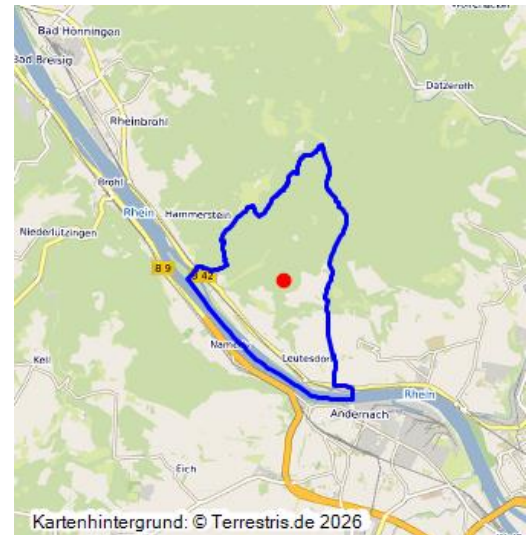 Bad Hönningen
Bad Breisig
Datzeroth
Rheinbrohl
Brohl
Rhein
Hammerstein
Niederlützingen
B 9
B 42
Kell
Leutesdorf
Rhein
Andernach
Eich
Kartenhintergrund: © Terrestris.de 2026